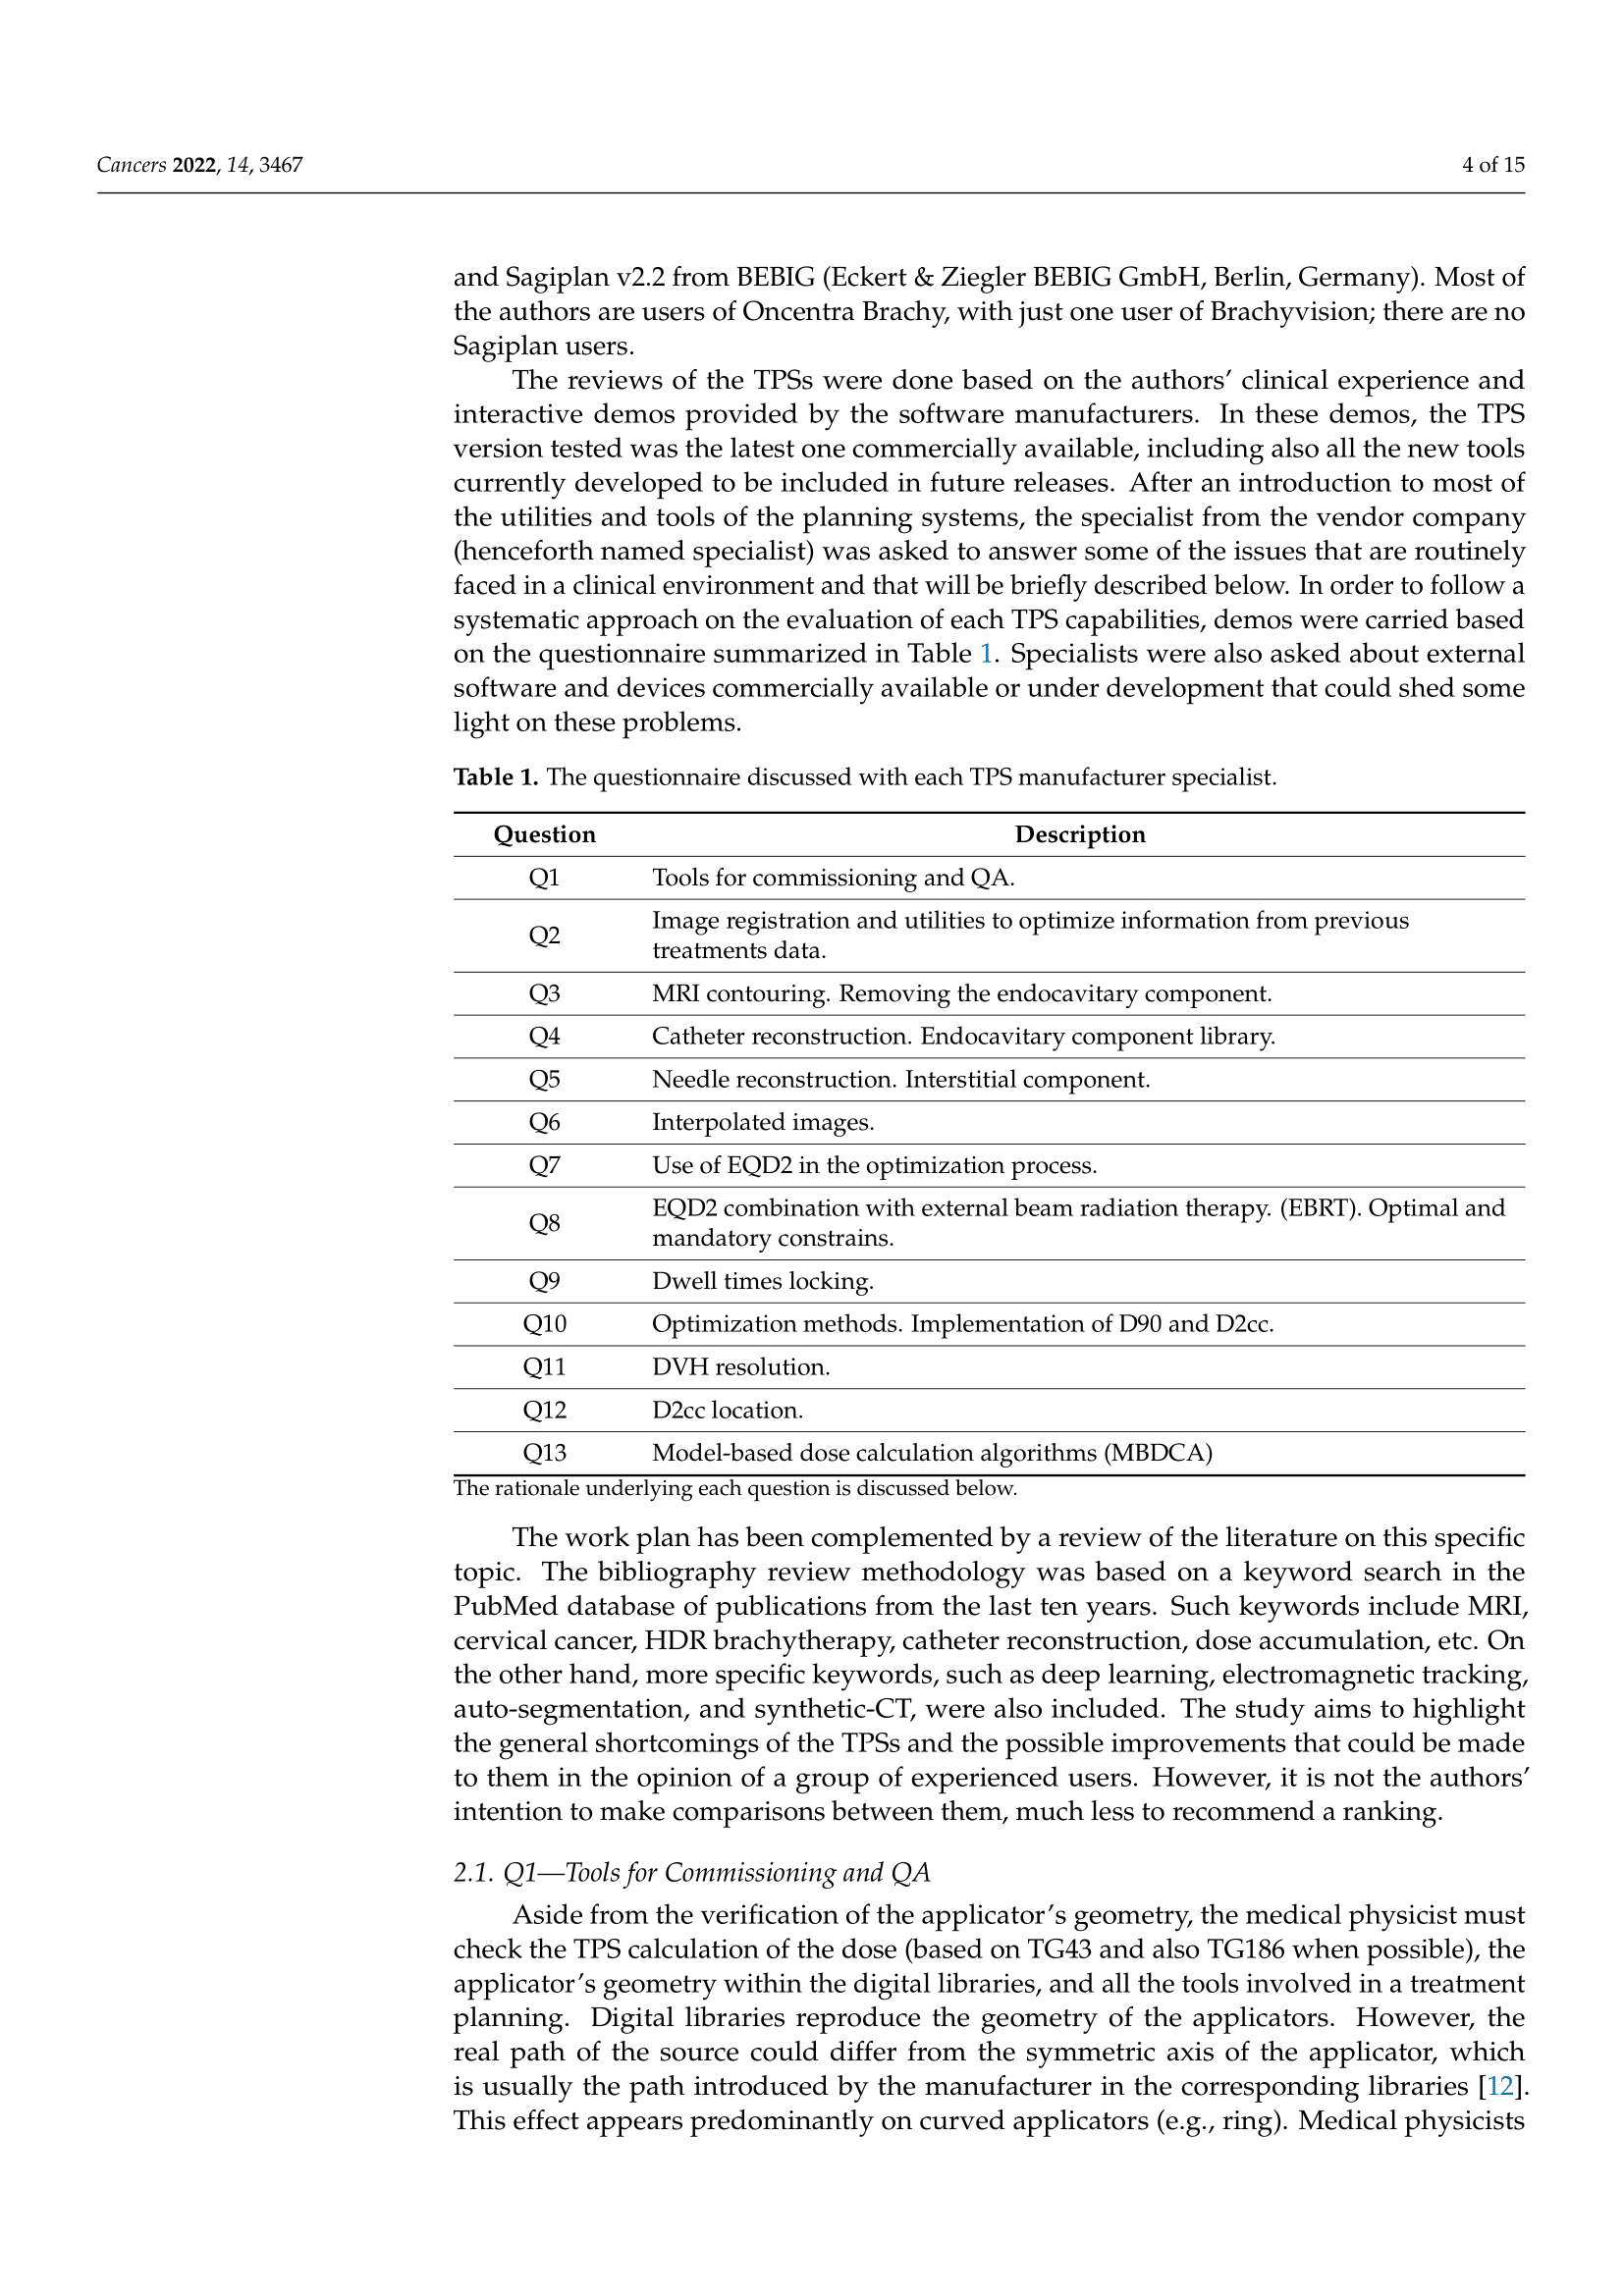 Cancers 2022, 14, 3467
4 of 15
and Sagiplan v2.2 from BEBIG (Eckert & Ziegler BEBIG GmbH, Berlin, Germany). Most of
the authors are users of Oncentra Brachy, with just one user of Brachyvision; there are no
Sagiplan users.
The reviews of the TPSs were done based on the authors’ clinical experience and
interactive demos provided by the software manufacturers. In these demos, the TPS
version tested was the latest one commercially available, including also all the new tools
currently developed to be included in future releases. After an introduction to most of
the utilities and tools of the planning systems, the specialist from the vendor company
(henceforth named specialist) was asked to answer some of the issues that are routinely
faced in a clinical environment and that will be briefly described below. In order to follow a
systematic approach on the evaluation of each TPS capabilities, demos were carried based
on the questionnaire summarized in Table 1. Specialists were also asked about external
software and devices commercially available or under development that could shed some
light on these problems.
Table 1. The questionnaire discussed with each TPS manufacturer specialist.
Question Description
Q1 Tools for commissioning and QA.
Q2 Image registration and utilities to optimize information from previous
treatments data.
Q3 MRI contouring. Removing the endocavitary component.
Q4 Catheter reconstruction. Endocavitary component library.
Q5 Needle reconstruction. Interstitial component.
Q6 Interpolated images.
Q7 Use of EQD2 in the optimization process.
Q8 EQD2 combination with external beam radiation therapy. (EBRT). Optimal and
mandatory constrains.
Q9 Dwell times locking.
Q10 Optimization methods. Implementation of D90 and D2cc.
Q11 DVH resolution.
Q12 D2cc location.
Q13 Model-based dose calculation algorithms (MBDCA)
The rationale underlying each question is discussed below.
The work plan has been complemented by a review of the literature on this specific
topic. The bibliography review methodology was based on a keyword search in the
PubMed database of publications from the last ten years. Such keywords include MRI,
cervical cancer, HDR brachytherapy, catheter reconstruction, dose accumulation, etc. On
the other hand, more specific keywords, such as deep learning, electromagnetic tracking,
auto-segmentation, and synthetic-CT, were also included. The study aims to highlight
the general shortcomings of the TPSs and the possible improvements that could be made
to them in the opinion of a group of experienced users. However, it is not the authors’
intention to make comparisons between them, much less to recommend a ranking.
2.1. Q1—Tools for Commissioning and QA
Aside from the verification of the applicator’s geometry, the medical physicist must
check the TPS calculation of the dose (based on TG43 and also TG186 when possible), the
applicator’s geometry within the digital libraries, and all the tools involved in a treatment
planning. Digital libraries reproduce the geometry of the applicators. However, the
real path of the source could differ from the symmetric axis of the applicator, which
is usually the path introduced by the manufacturer in the corresponding libraries [12].
This effect appears predominantly on curved applicators (e.g., ring). Medical physicists